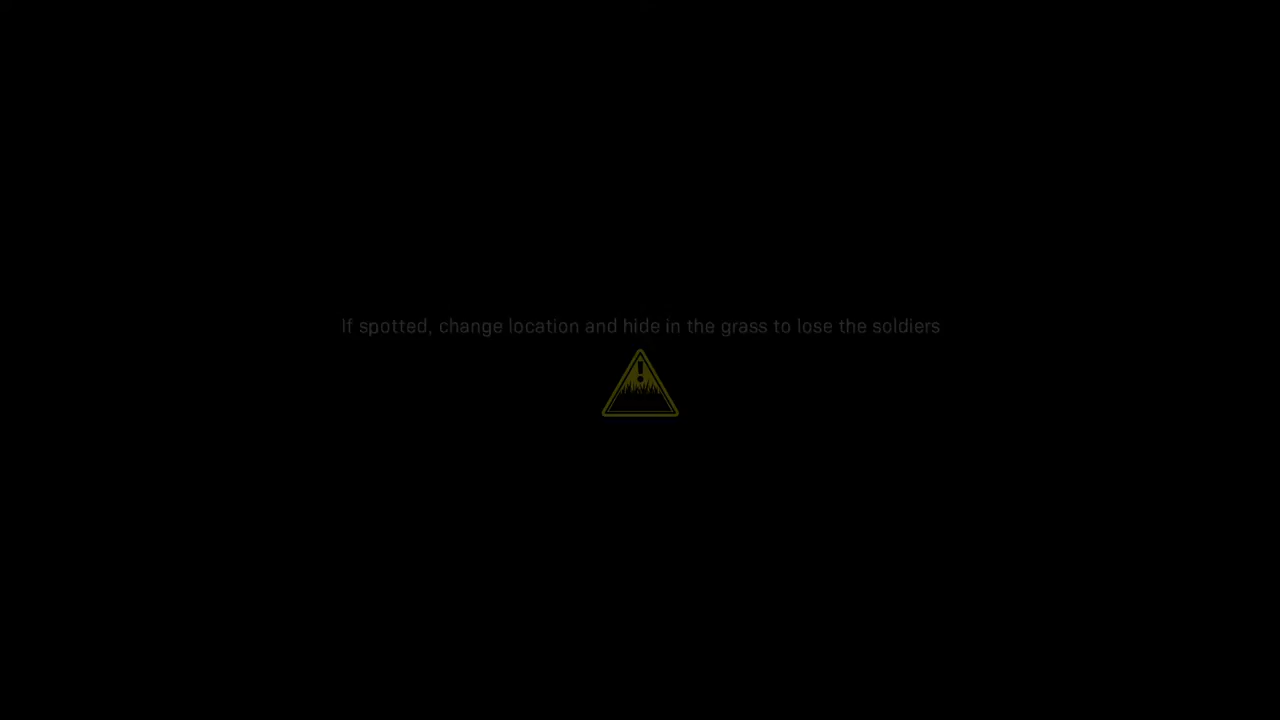 If spotted, change location and hide in the grass to lose the soldiers
!